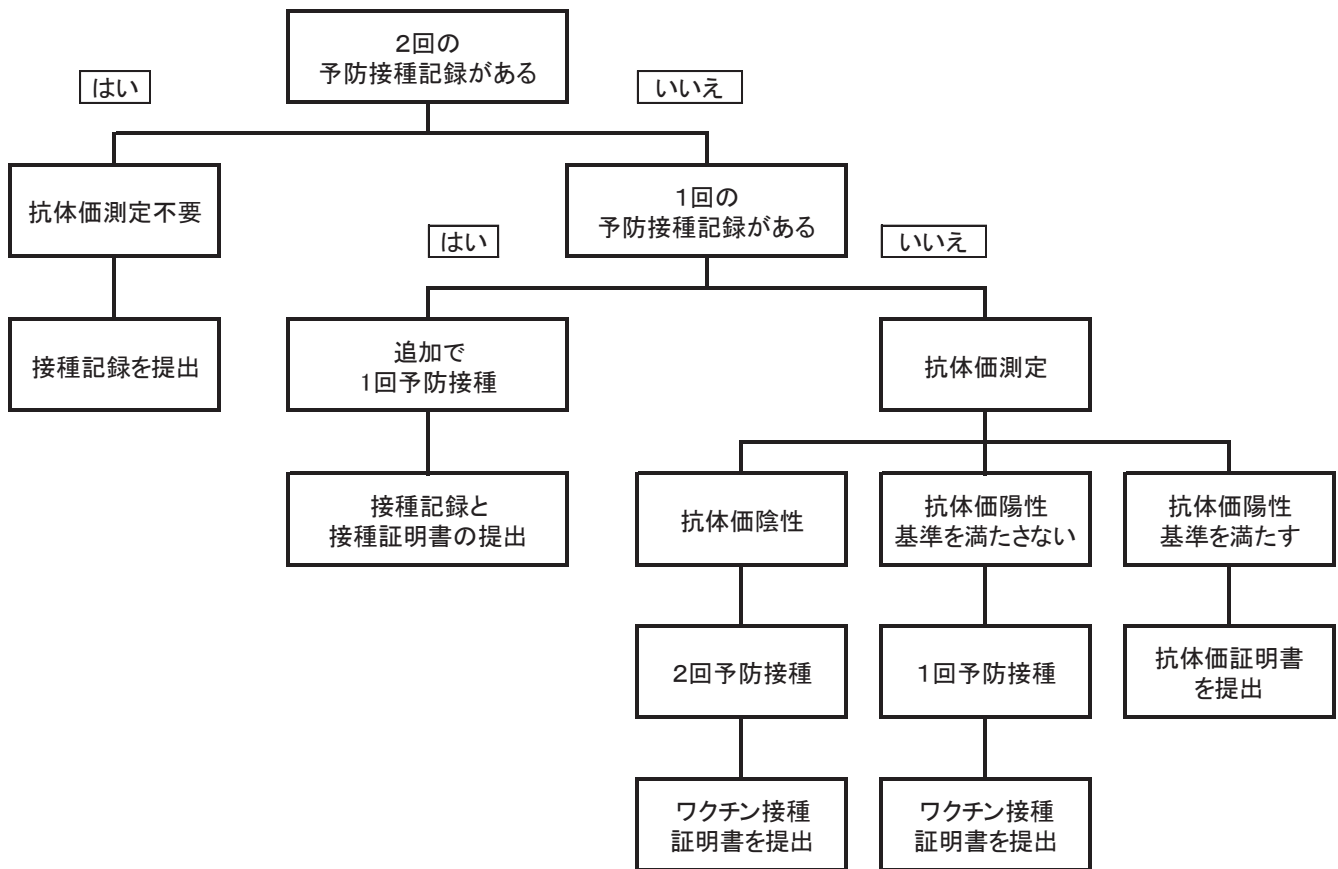 2回の
予防接種記録がある
はい
いいえ
抗体価測定不要
1回の
予防接種記録がある
はい
いいえ
接種記録を提出
追加で
1回予防接種
抗体価測定
接種記録と
接種証明書の提出
抗体価陰性
抗体価陽性
基準を満たさない
抗体価陽性
基準を満たす
2回予防接種
1回予防接種
抗体価証明書
を提出
ワクチン接種
証明書を提出
ワクチン接種
証明書を提出